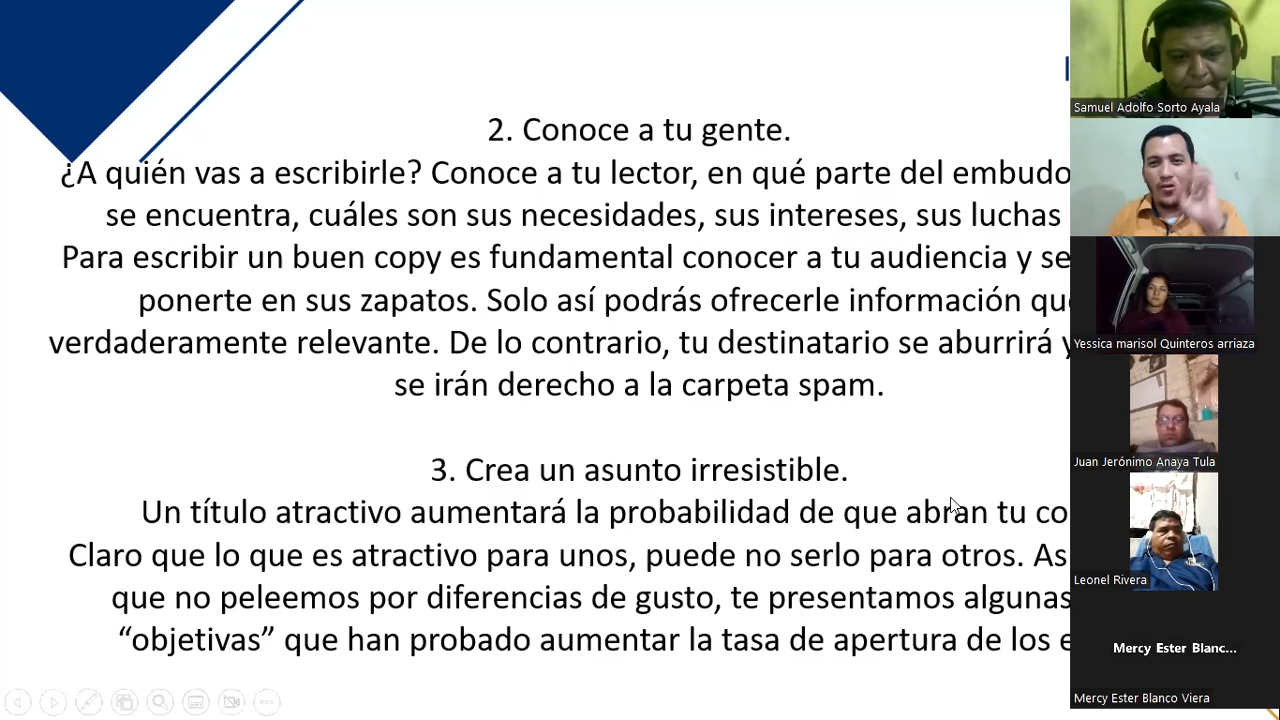 2. Conoce a tu gente.
¿A quién vas a escribirle? Conoce a tu lector, en qué parte del embudo
se encuentra, cuáles son sus necesidades, sus intereses, sus luchas
Para escribir un buen copy es fundamental conocer a tu audiencia y
ponerte en sus zapatos. Solo así podrás ofrecerle información
verdaderamente relevante. De lo contrario, tu destinatario se aburrirá
se irán derecho a la carpeta spam.
3. Crea un asunto irresistible.
Un título atractivo aumentará la probabilidad de que abran tu
Claro que lo que es atractivo para unos, puede no serlo para otros.
que no peleemos por diferencias de gusto, te presentamos algunas
“objetivas” que han probado aumentar la tasa de apertura de los
Samuel Adolfo Sorto Ayala
Yessica marisol Quinteros arriaza
Juan Jerónimo Anaya Tula
Leonel Rivera
Mercy Ester Blanc...
Mercy Ester Blanco Viera